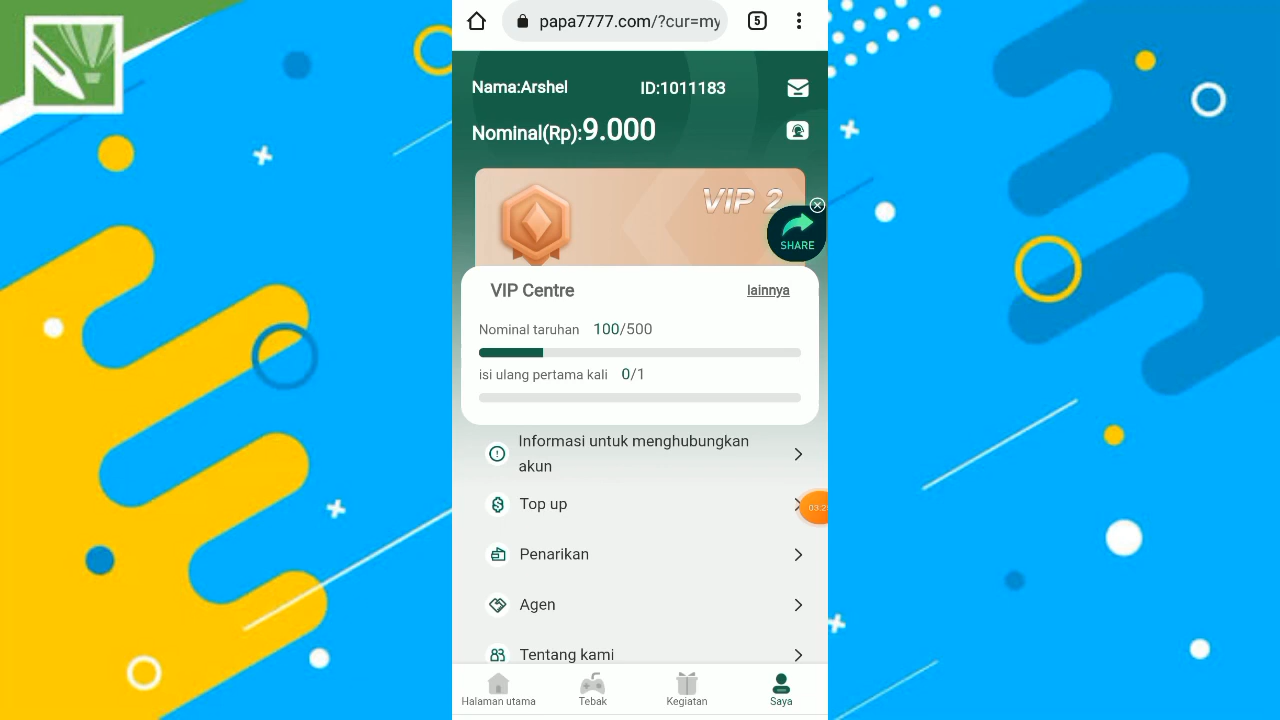 papa7777.com/?cur=my
5
Nama:Arshel
ID:1011183
Nominal(Rp):9.000
VIP 2
SHARE
VIP Centre
lainnya
Nominal taruhan 100/500
isi ulang pertama kali 0/1
Informasi untuk menghubungkan
akun
Top up
Penarikan
Agen
Tentang kami
Halaman utama
Tebak
Kegiatan
Saya